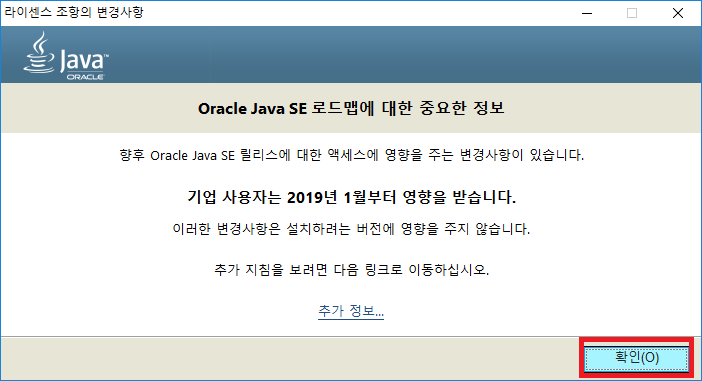 라이센스 조항의 변경사항
Java™
ORACLE
Oracle Java SE 로드맵에 대한 중요한 정보
향후 Oracle Java SE 릴리스에 대한 액세스에 영향을 주는 변경사항이 있습니다.
기업 사용자는 2019년 1월부터 영향을 받습니다.
이러한 변경사항은 설치하려는 버전에 영향을 주지 않습니다.
추가 지침을 보려면 다음 링크로 이동하십시오.
추가 정보...
확인(O)